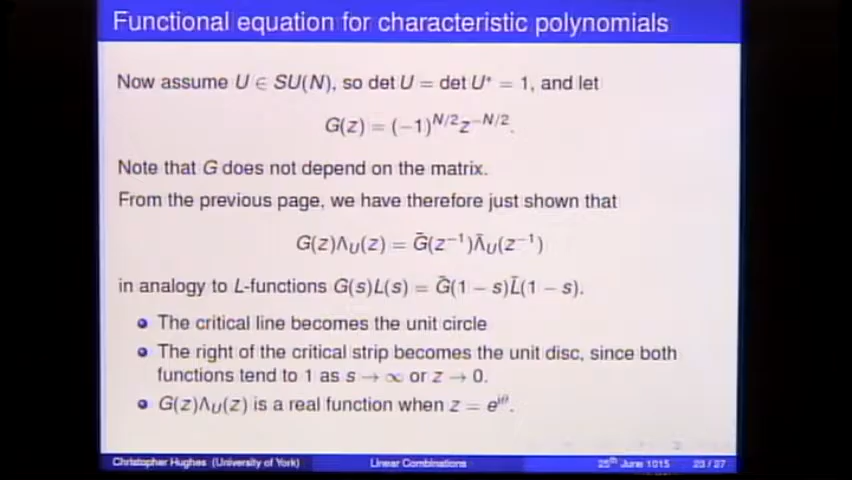 Functional equation for characteristic polynomials
Now assume U ∈ SU(N), so det U = det U* = 1, and let
G(z) = (−1)^{N/2} z^{−N/2}.
Note that G does not depend on the matrix.
From the previous page, we have therefore just shown that
G(z)Λ_U(z) = Ḡ(z^{−1})Λ̄_U(z^{−1})
in analogy to L-functions G(s)L(s) = Ḡ(1 − s)L̄(1 − s).
• The critical line becomes the unit circle
• The right of the critical strip becomes the unit disc, since both
functions tend to 1 as s → ∞ or z → 0.
• G(z)Λ_U(z) is a real function when z = e^{iθ}.
Christopher Hughes (University of York) Linear Combinations 25th June 1015 23 / 27